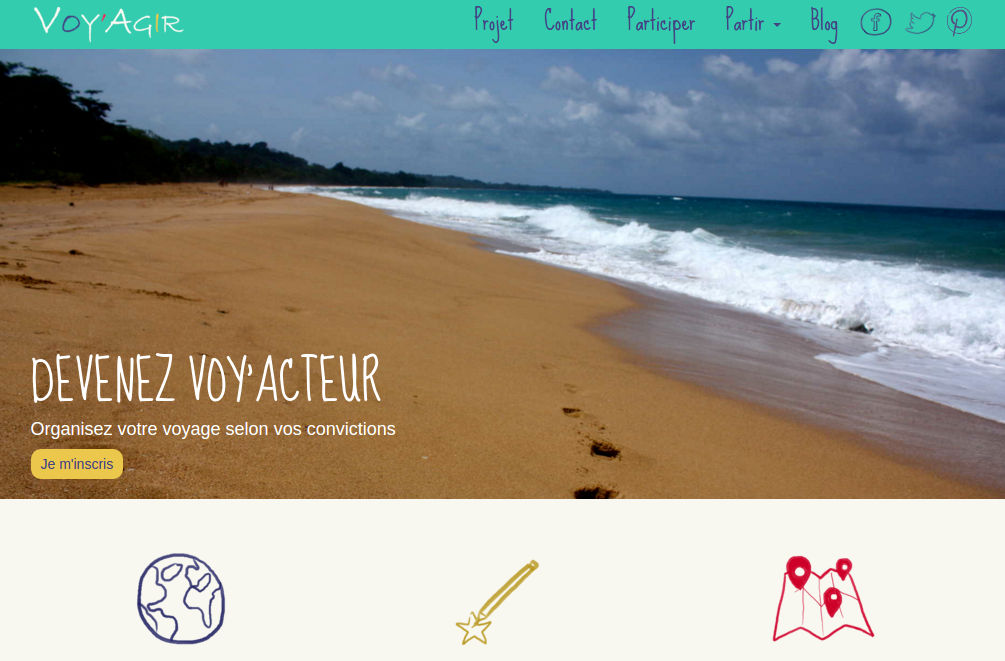 VOY'AGIR
Projet Contact Participer Partir Blog
DEVENEZ VOY'ACTEUR
Organisez votre voyage selon vos convictions
Je m'inscris